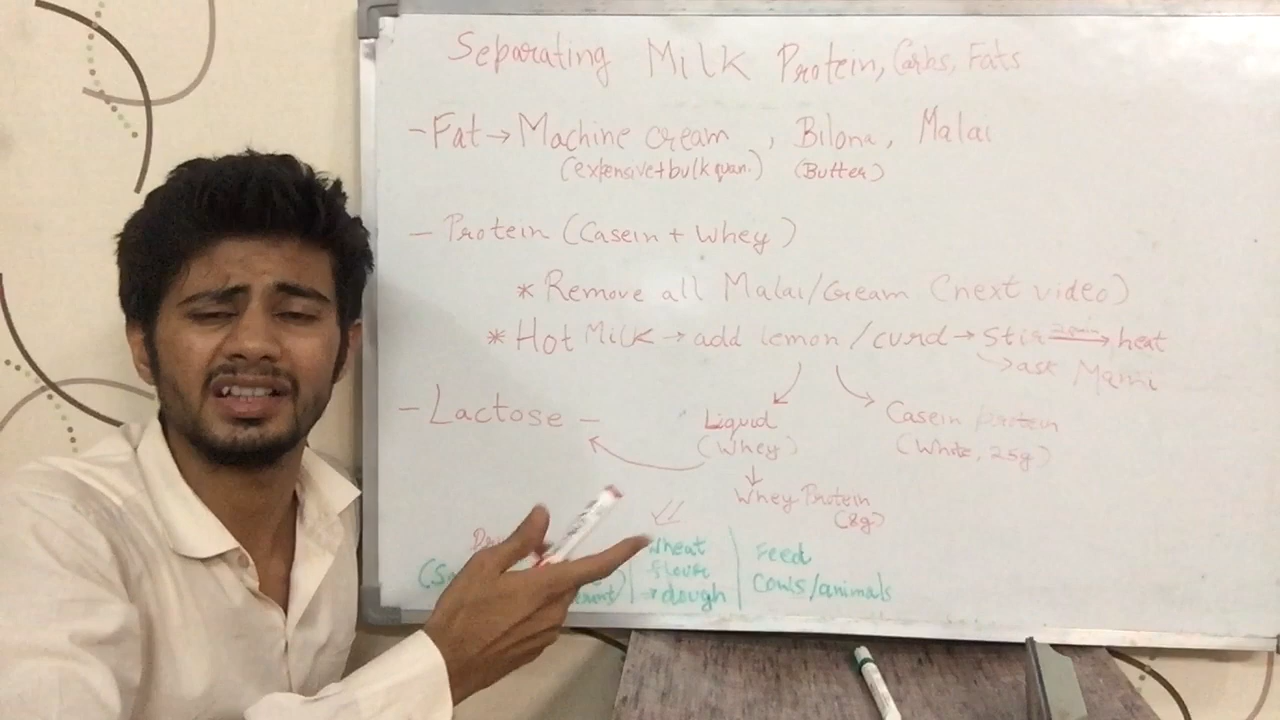 Separating Milk Protein, Carbs, Fats
- Fat → Machine cream , Bilona, Malai
(expensive+bulk quan.) (Butter)
- Protein (Casein + Whey)
* Remove all Malai/Cream (next video)
* Hot Milk → add lemon/curd → Stir → heat
→ ask Mami
- Lactose -
Liquid
(Whey)
Casein protein
(White, 25g)
Whey Protein
(8g)
Wheat
flour
→ dough
Feed
Cows/animals